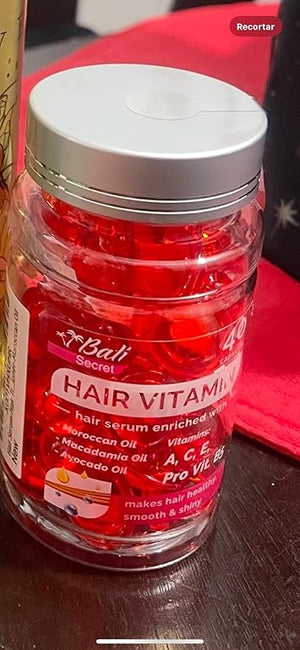 Recortar
Bali
Secret
40
HAIR VITAMIN
hair serum enriched with
Moroccan Oil
Macadamia Oil
Avocado Oil
Vitamins:
A, C, E,
Pro Vit. B5
makes hair healthy,
smooth & shiny
New